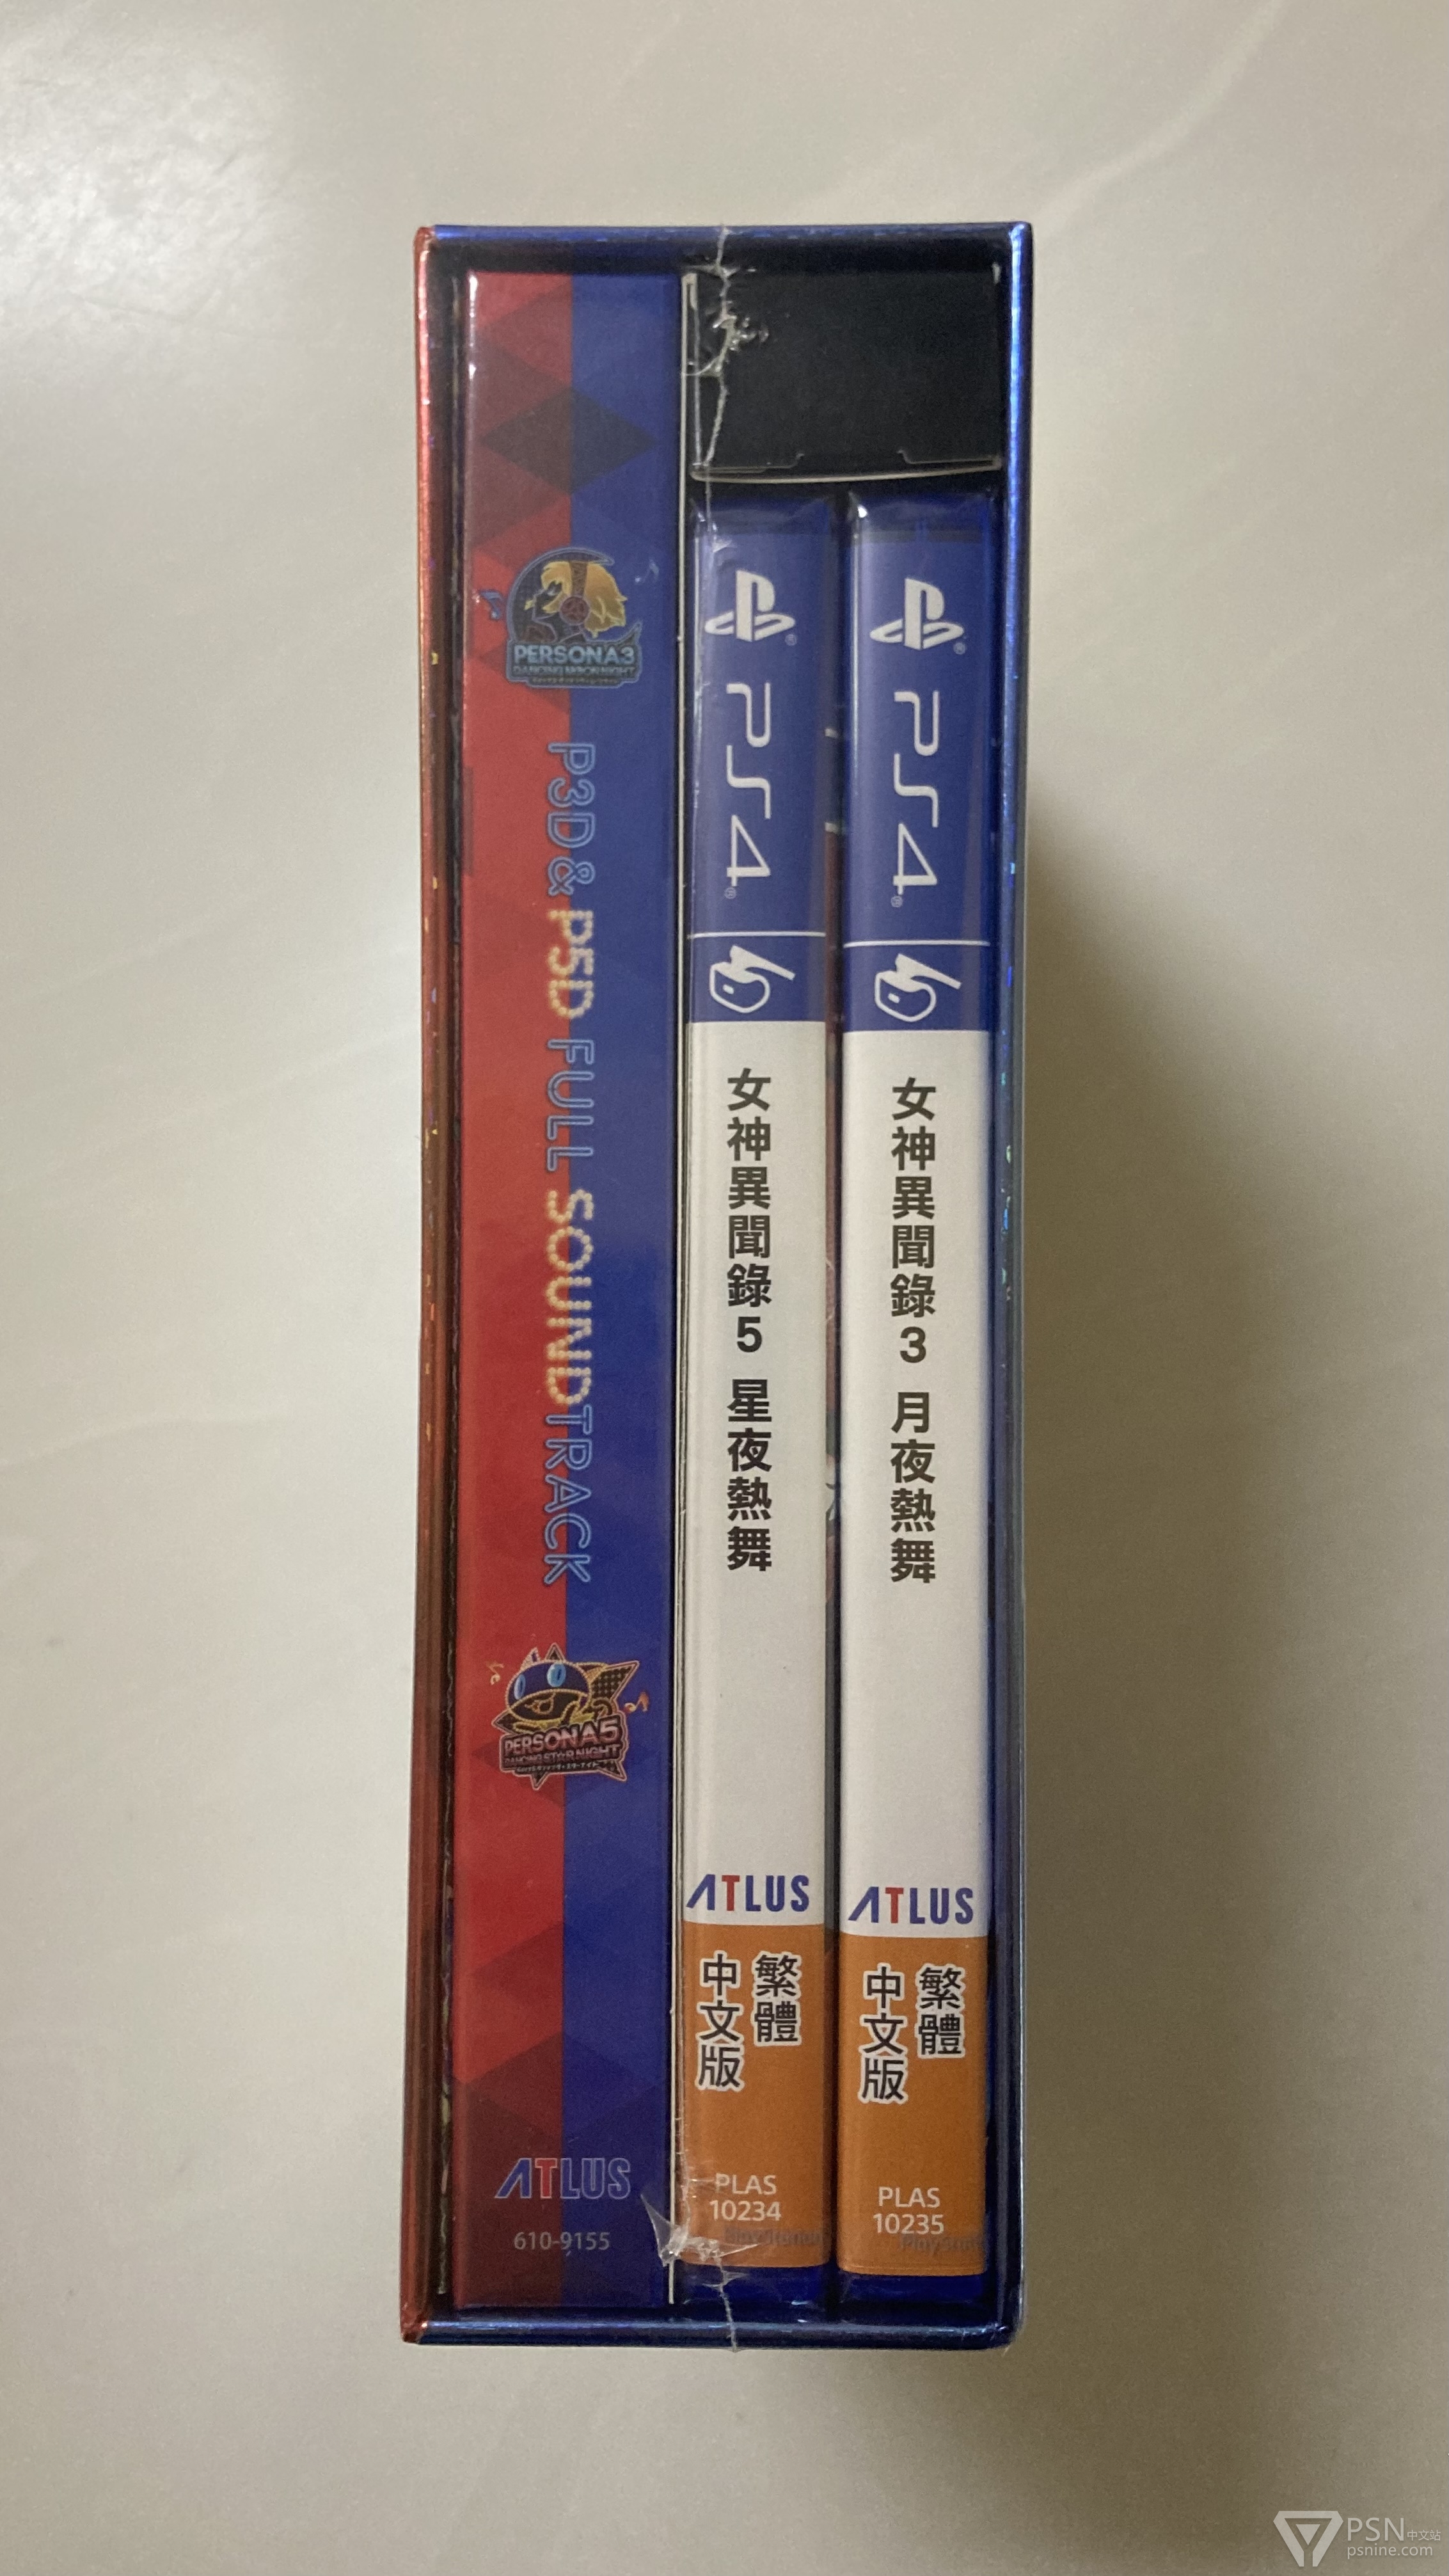 PERSONA3
DANCING MOON NIGHT
P3D&P5D FULL SOUNDTRACK
PERSONA5
DANCING STAR NIGHT
ATLUS
610-9155
PS4
女神異聞錄5 星夜熱舞
ATLUS
繁體
中文版
PLAS
10234
PS4
女神異聞錄3 月夜熱舞
ATLUS
繁體
中文版
PLAS
10235
PSN中文站
psnine.com